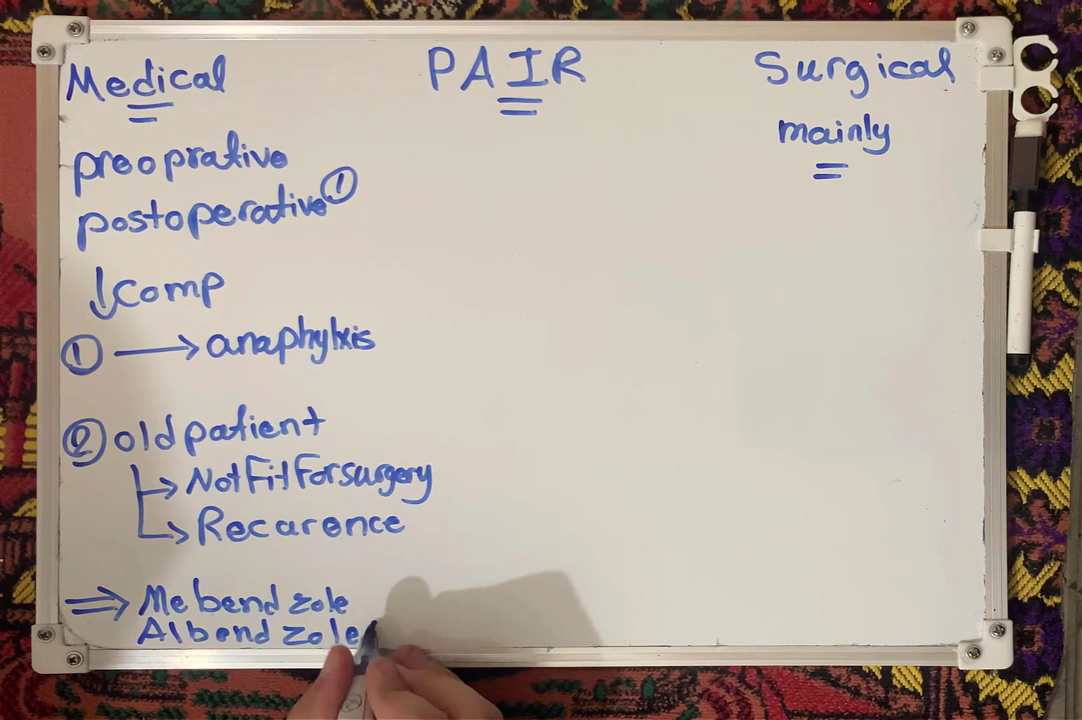 Medical
PAIR
Surgical
mainly
preoprative
postoperative ①
↓comp
① → anaphylxis
② old patient
→ Not Fit For surgery
→ Recarence
⇒ Mebendzole
Albendzole